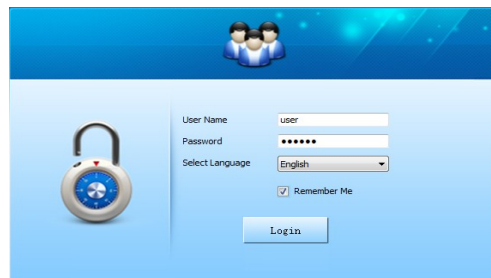 User Name user
Password ●●●●●●
Select Language English
Remember Me
Login